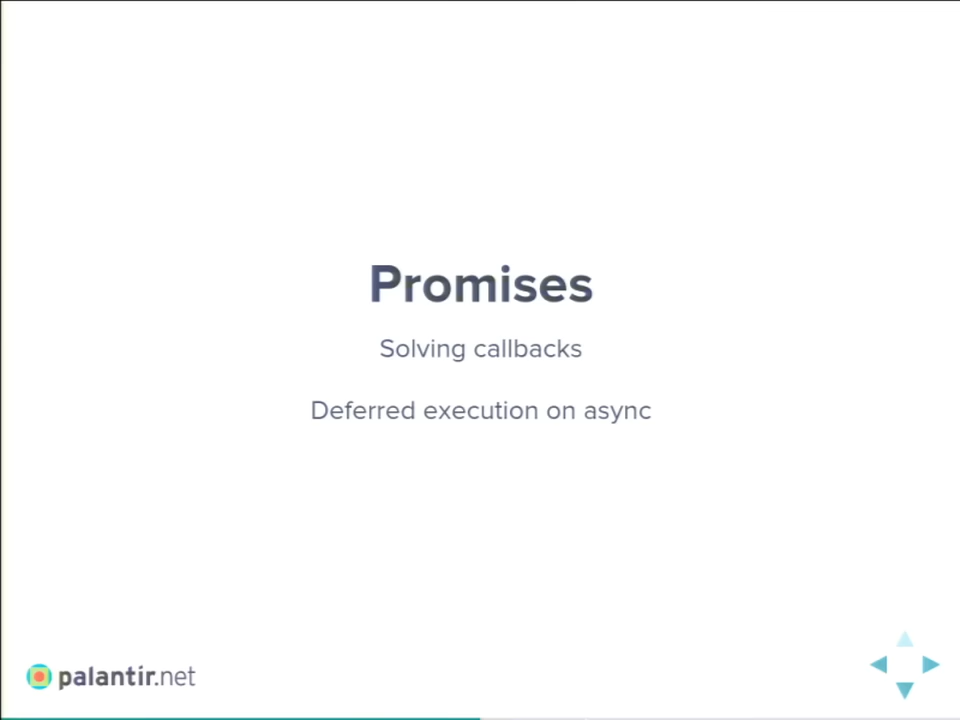 Promises
Solving callbacks
Deferred execution on async
palantir.net